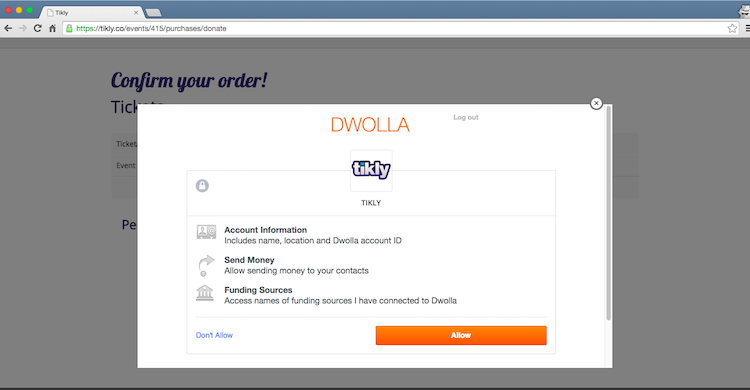 Tikly
https://tikly.co/events/415/purchases/donate
Confirm your order!
Tickets
DWOLLA
Log out
Ticket
Event
tikly
TIKLY
Pe
Account Information
Includes name, location and Dwolla account ID
Send Money
Allow sending money to your contacts
Funding Sources
Access names of funding sources I have connected to Dwolla
Don't Allow
Allow